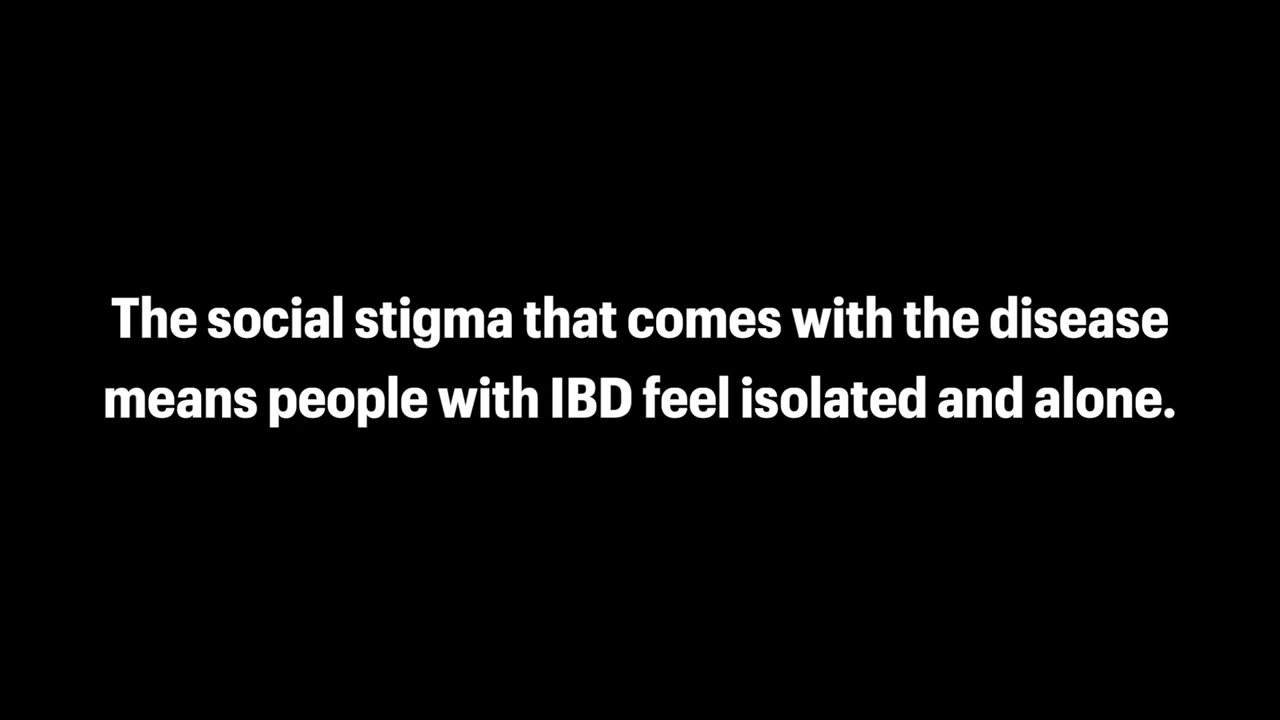 The social stigma that comes with the disease
means people with IBD feel isolated and alone.